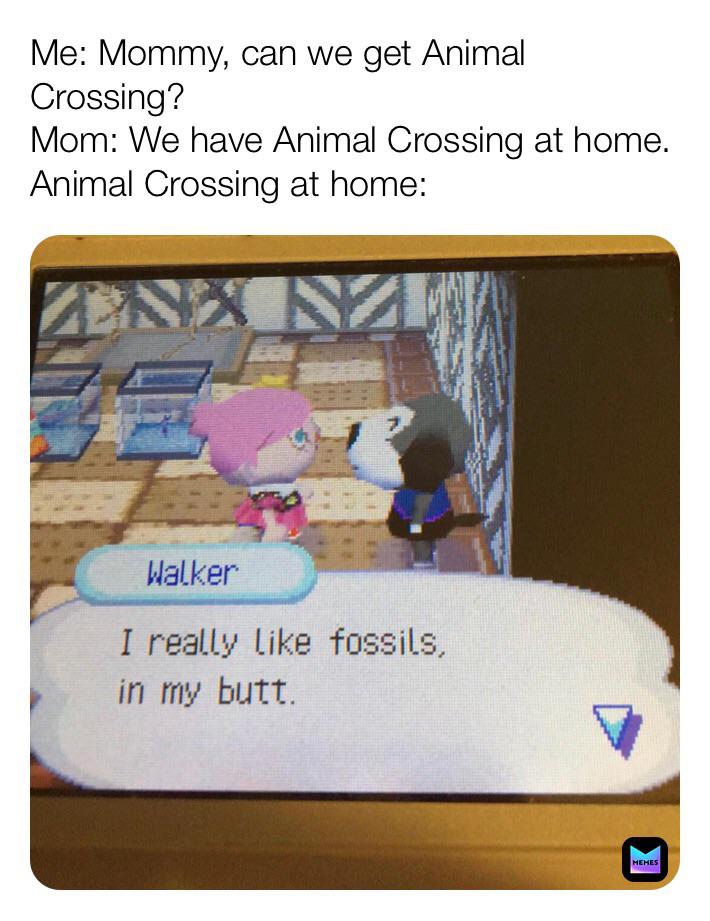 Me: Mommy, can we get Animal
Crossing?
Mom: We have Animal Crossing at home.
Animal Crossing at home:
Walker
I really like fossils,
in my butt.
MEMES